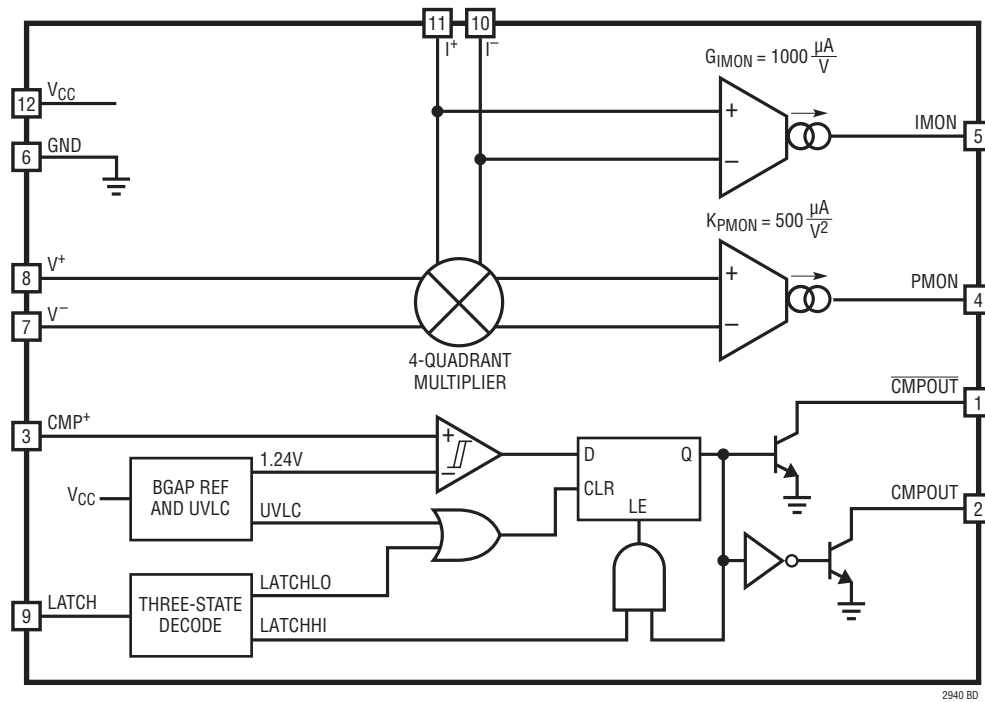 11 10
I+ I−
GIMON = 1000 µA/V
12 VCC
+
IMON
5
6 GND
−
KPMON = 500 µA/V2
8 V+
+
PMON
4
7 V−
−
4-QUADRANT
MULTIPLIER
CMPOUT
1
3 CMP+
+
−
1.24V
D Q
VCC
BGAP REF
AND UVLC
CLR
CMPOUT
2
UVLC
LE
LATCHLO
9 LATCH
THREE-STATE
DECODE
LATCHHI
2940 BD